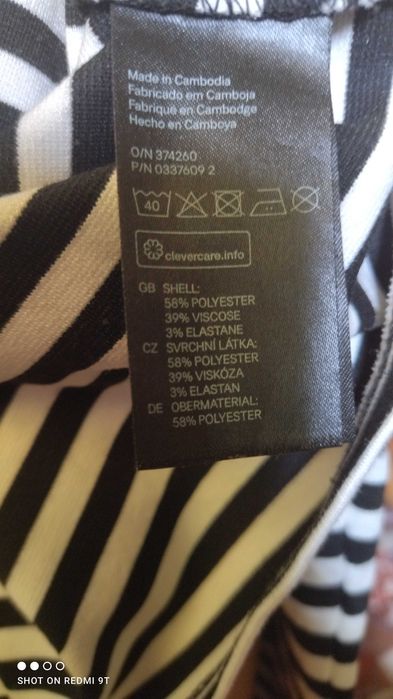 Made in Cambodia
Fabricado em Camboja
Fabriqué en Cambodge
Hecho en Camboya
O/N 374260
P/N 0337609 2
40
clevercare.info
GB SHELL:
58% POLYESTER
39% VISCOSE
3% ELASTANE
CZ SVRCHNÍ LÁTKA:
58% POLYESTER
39% VISKÓZA
3% ELASTAN
DE OBERMATERIAL:
58% POLYESTER
SHOT ON REDMI 9T